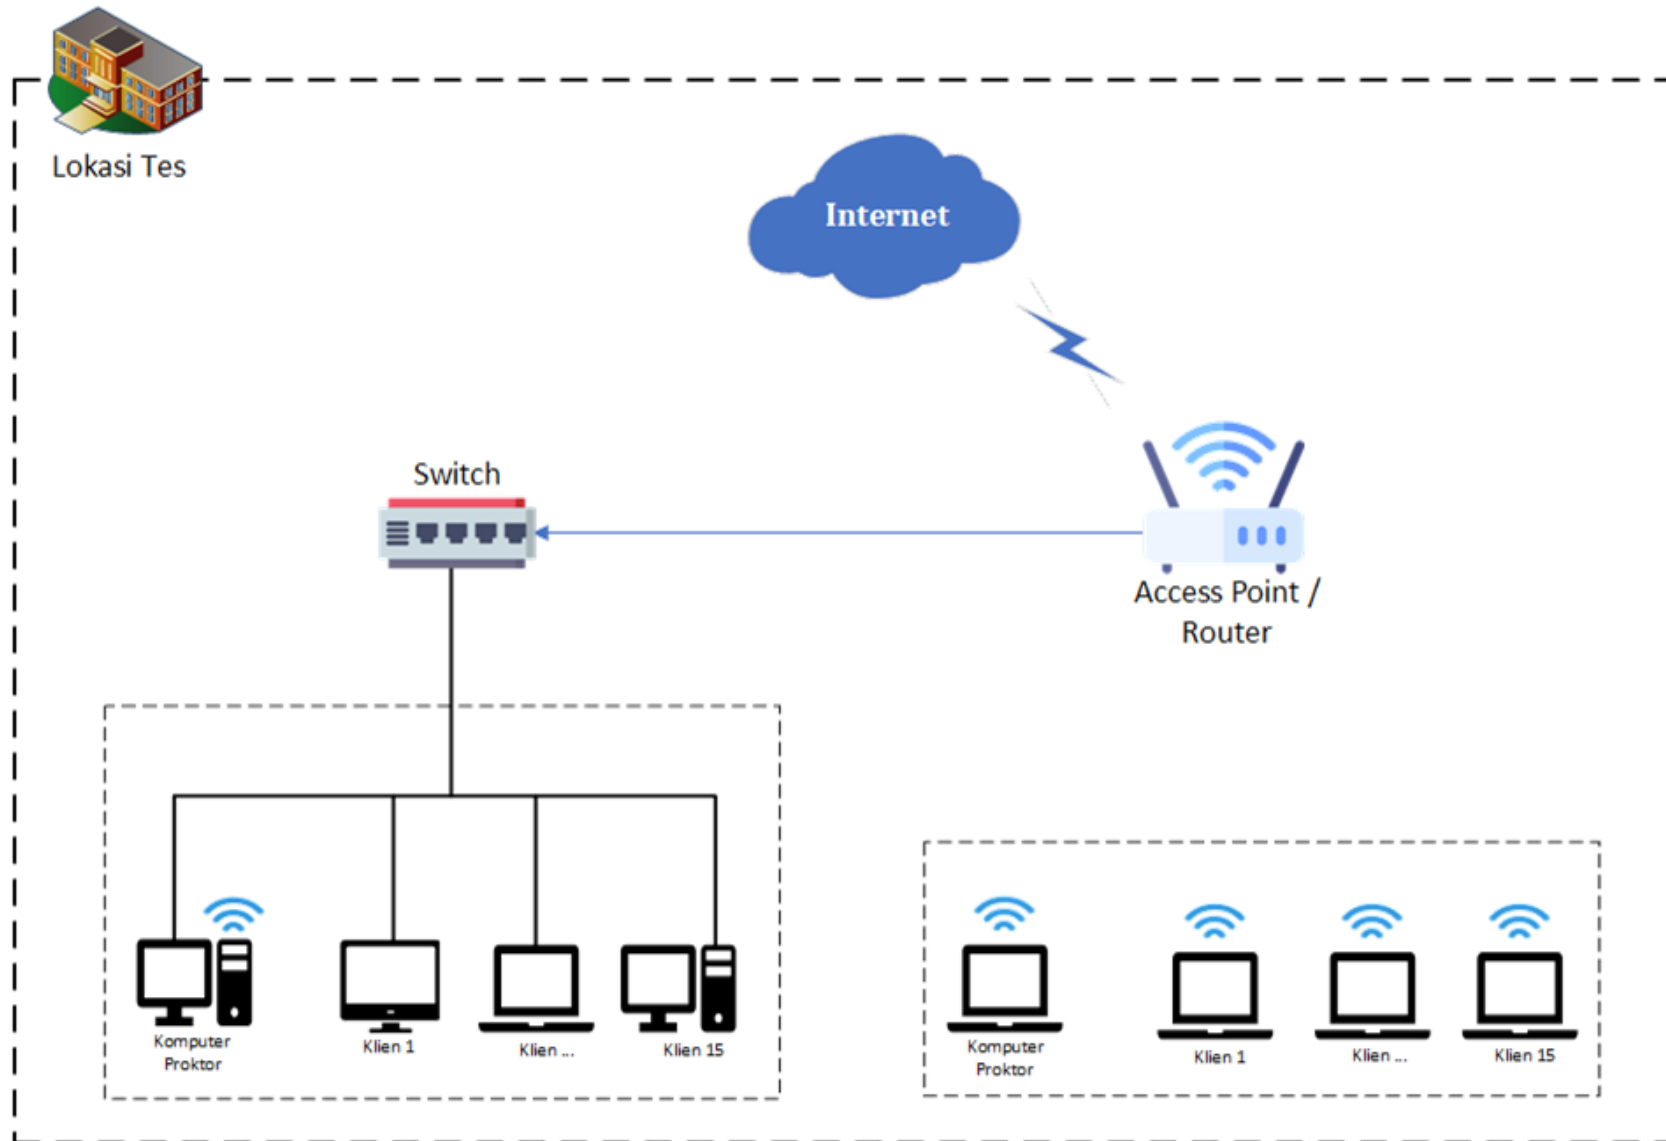 Lokasi Tes
Internet
Switch
Access Point /
Router
Komputer
Proktor
Klien 1
Klien ...
Klien 15
Komputer
Proktor
Klien 1
Klien ...
Klien 15